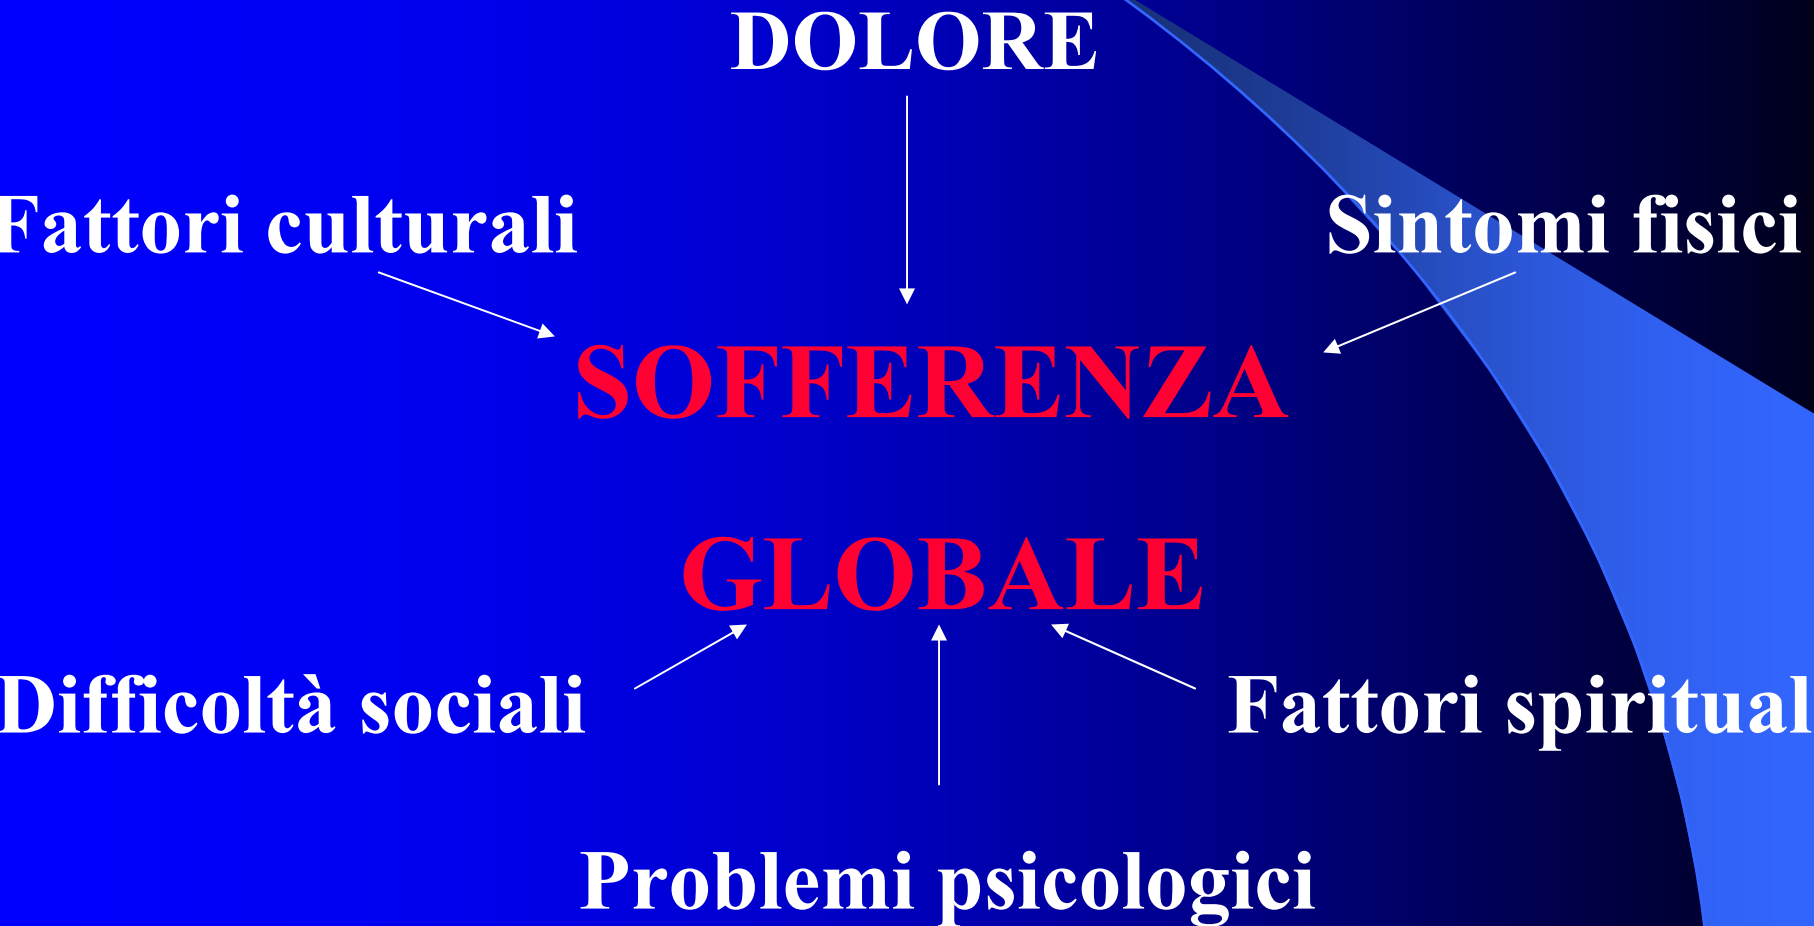 DOLORE
Fattori culturali
Sintomi fisici
SOFFERENZA
GLOBALE
Difficoltà sociali
Fattori spiritual
Problemi psicologici